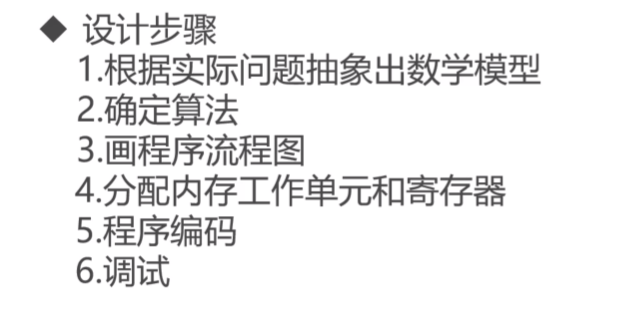 ◆ 设计步骤
1.根据实际问题抽象出数学模型
2.确定算法
3.画程序流程图
4.分配内存工作单元和寄存器
5.程序编码
6.调试